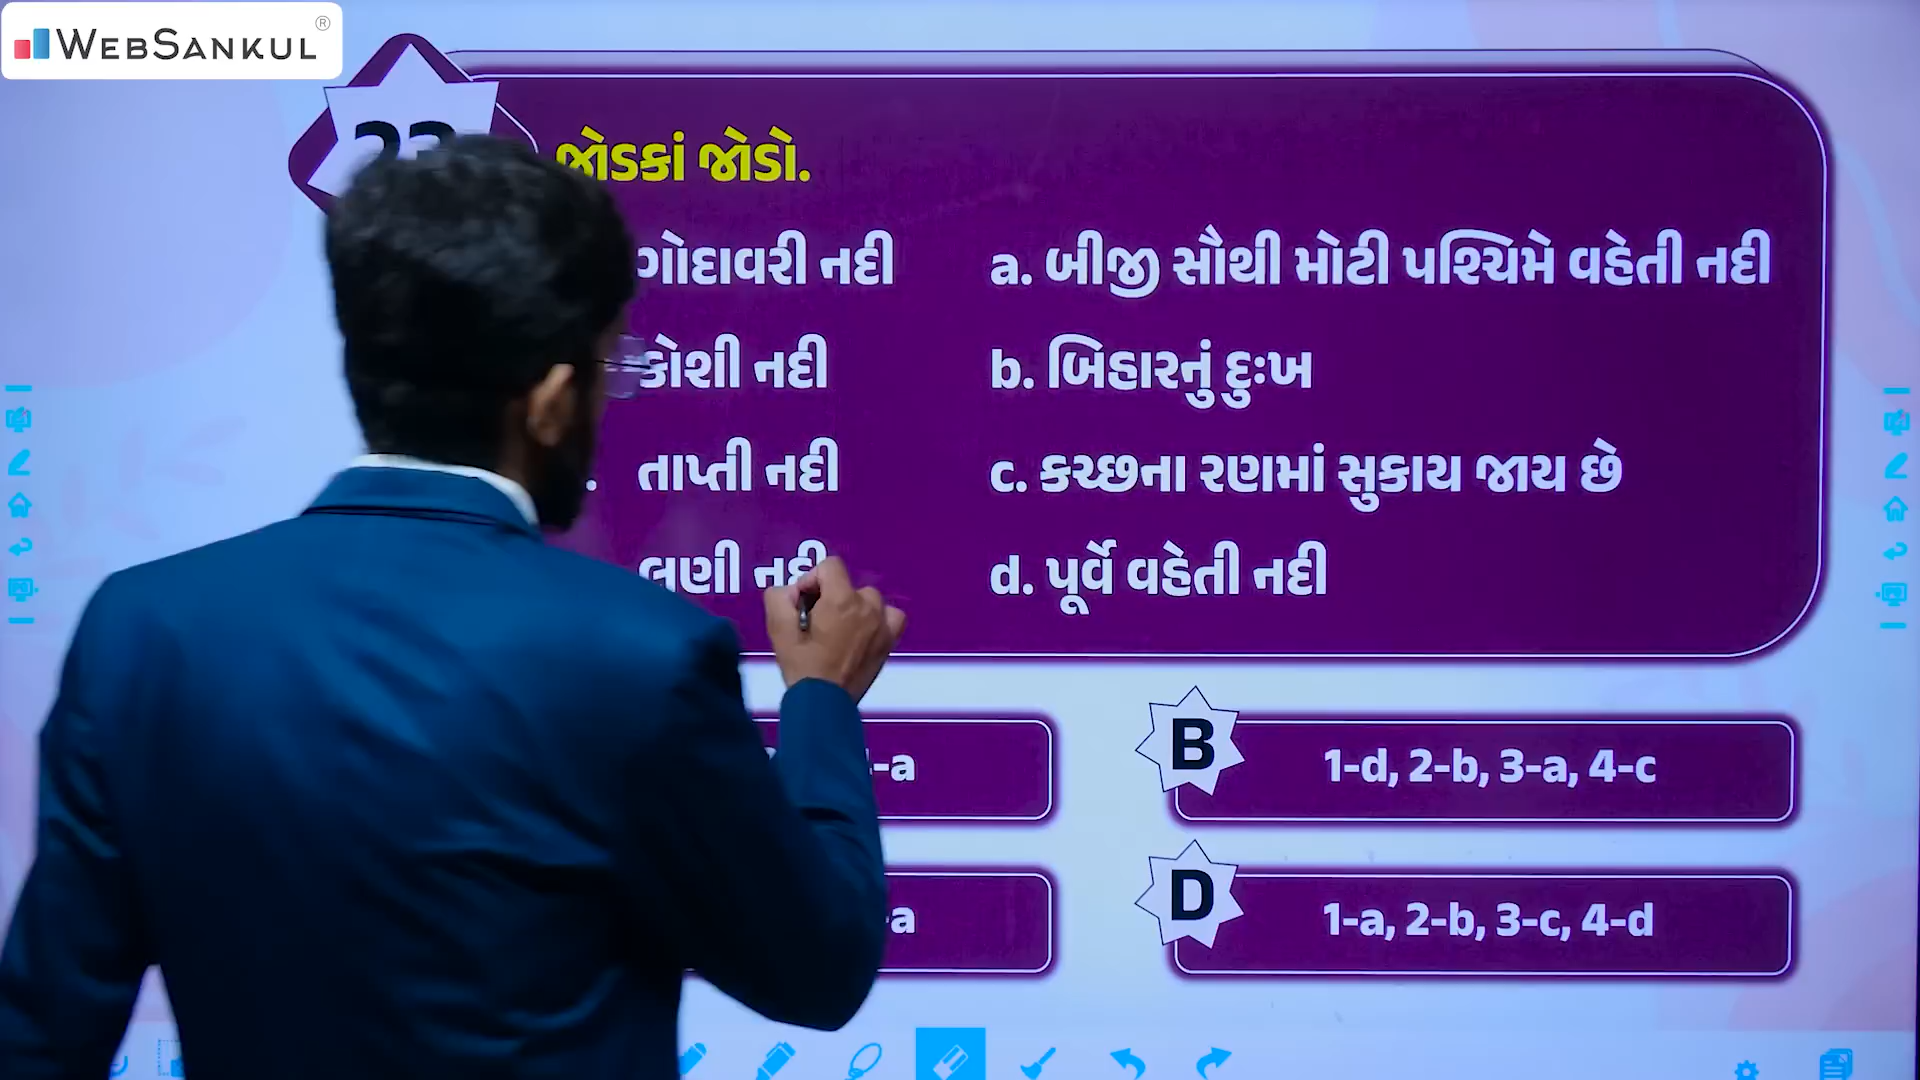 WEBSANKUL®
જોડકાં જોડો.
ગોદાવરી નદી a. બીજી સૌથી મોટી પશ્ચિમે વહેતી નદી
કોશી નદી b. બિહારનું દુઃખ
તાપ્તી નદી c. કચ્છના રણમાં સુકાય જાય છે
લુણી નદી d. પૂર્વે વહેતી નદી
-a B 1-d, 2-b, 3-a, 4-c
-a D 1-a, 2-b, 3-c, 4-d